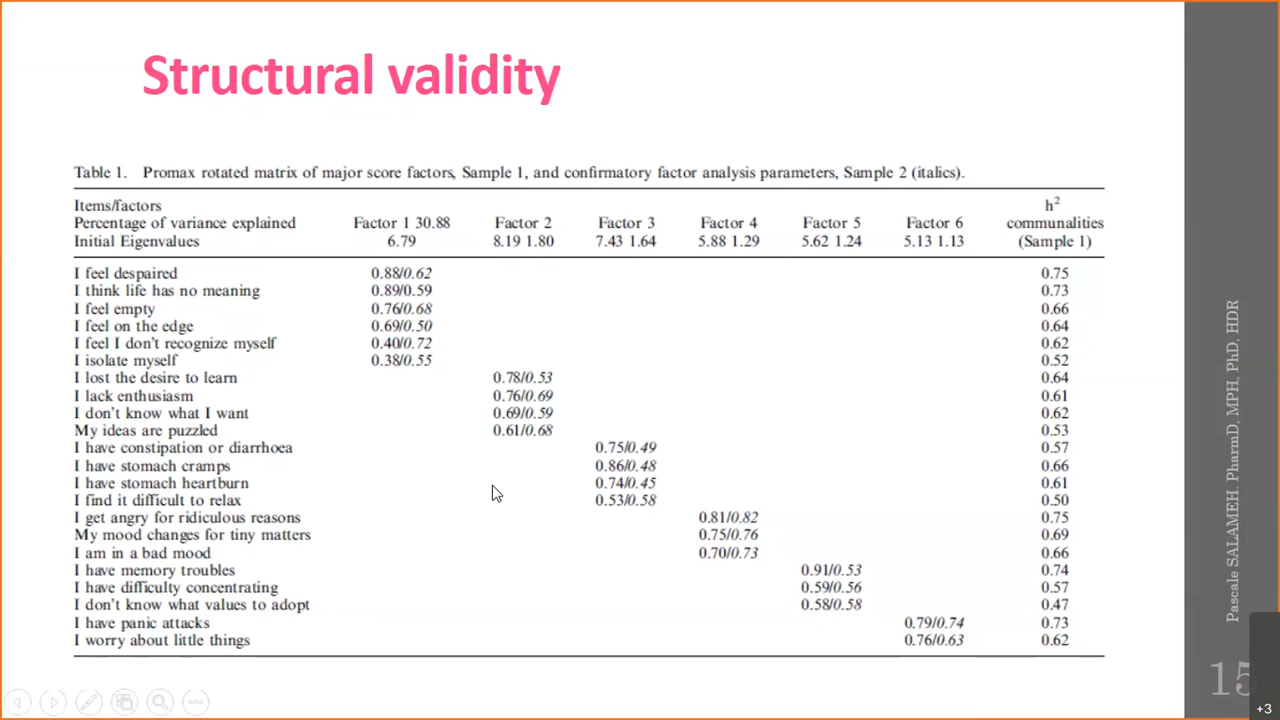 Structural validity
Table 1. Promax rotated matrix of major score factors, Sample 1, and confirmatory factor analysis parameters, Sample 2 (italics).
Items/factors h²
Percentage of variance explained Factor 1 30.88 Factor 2 Factor 3 Factor 4 Factor 5 Factor 6 communalities
Initial Eigenvalues 6.79 8.19 1.80 7.43 1.64 5.88 1.29 5.62 1.24 5.13 1.13 (Sample 1)
I feel despaired 0.88/0.62 0.75
I think life has no meaning 0.89/0.59 0.73
I feel empty 0.76/0.68 0.66
I feel on the edge 0.69/0.50 0.64
I feel I don't recognize myself 0.40/0.72 0.62
I isolate myself 0.38/0.55 0.52
I lost the desire to learn 0.78/0.53 0.64
I lack enthusiasm 0.76/0.69 0.61
I don't know what I want 0.69/0.59 0.62
My ideas are puzzled 0.61/0.68 0.53
I have constipation or diarrhoea 0.75/0.49 0.57
I have stomach cramps 0.86/0.48 0.66
I have stomach heartburn 0.74/0.45 0.61
I find it difficult to relax 0.53/0.58 0.50
I get angry for ridiculous reasons 0.81/0.82 0.75
My mood changes for tiny matters 0.75/0.76 0.69
I am in a bad mood 0.70/0.73 0.66
I have memory troubles 0.91/0.53 0.74
I have difficulty concentrating 0.59/0.56 0.57
I don't know what values to adopt 0.58/0.58 0.47
I have panic attacks 0.79/0.74 0.73
I worry about little things 0.76/0.63 0.62
Pascale SALAMEH. PharmD, MPH, PhD, HDR
15
+3